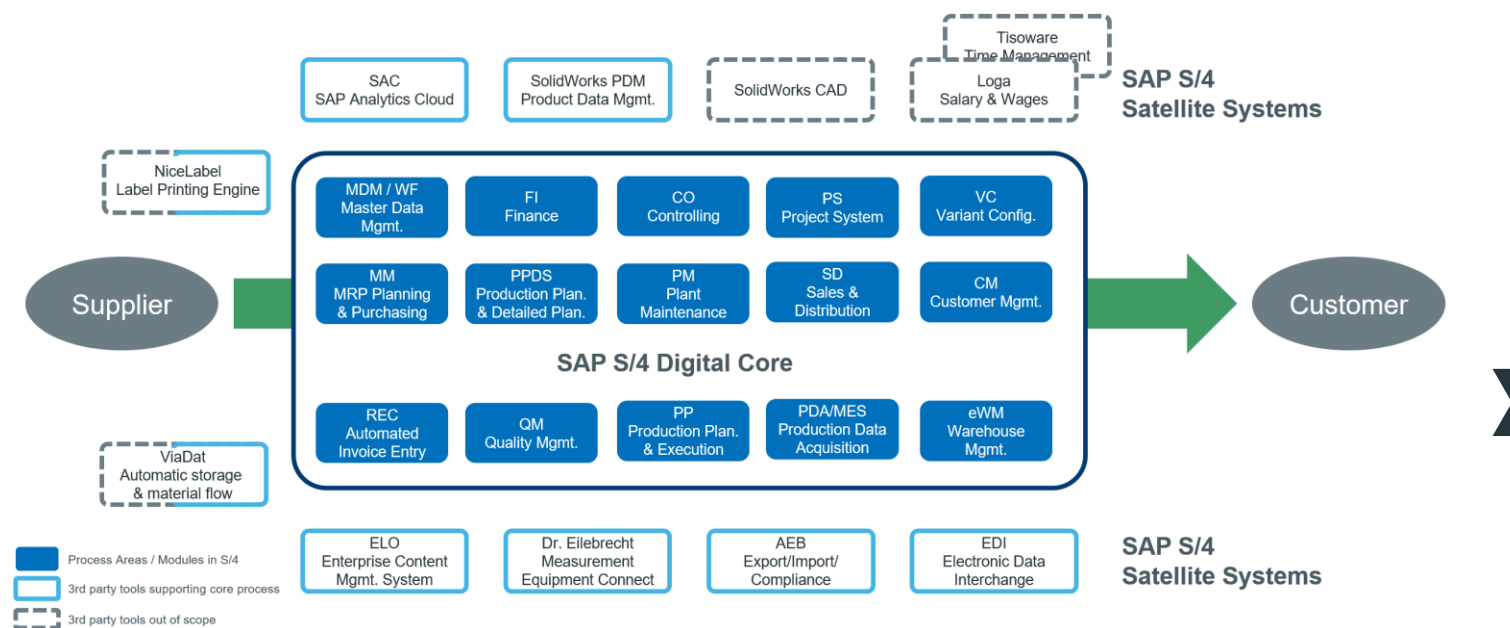 Tisoware
Time Management
SAC
SAP Analytics Cloud
SolidWorks PDM
Product Data Mgmt.
SolidWorks CAD
Loga
Salary & Wages
SAP S/4
Satellite Systems
NiceLabel
Label Printing Engine
MDM / WF
Master Data
Mgmt.
FI
Finance
CO
Controlling
PS
Project System
VC
Variant Config.
Supplier
MM
MRP Planning
& Purchasing
PPDS
Production Plan.
& Detailed Plan.
PM
Plant
Maintenance
SD
Sales &
Distribution
CM
Customer Mgmt.
Customer
SAP S/4 Digital Core
REC
Automated
Invoice Entry
QM
Quality Mgmt.
PP
Production Plan.
& Execution
PDA/MES
Production Data
Acquisition
eWM
Warehouse
Mgmt.
ViaDat
Automatic storage
& material flow
ELO
Enterprise Content
Mgmt. System
Dr. Eilebrecht
Measurement
Equipment Connect
AEB
Export/Import/
Compliance
EDI
Electronic Data
Interchange
SAP S/4
Satellite Systems
Process Areas / Modules in S/4
3rd party tools supporting core process
3rd party tools out of scope